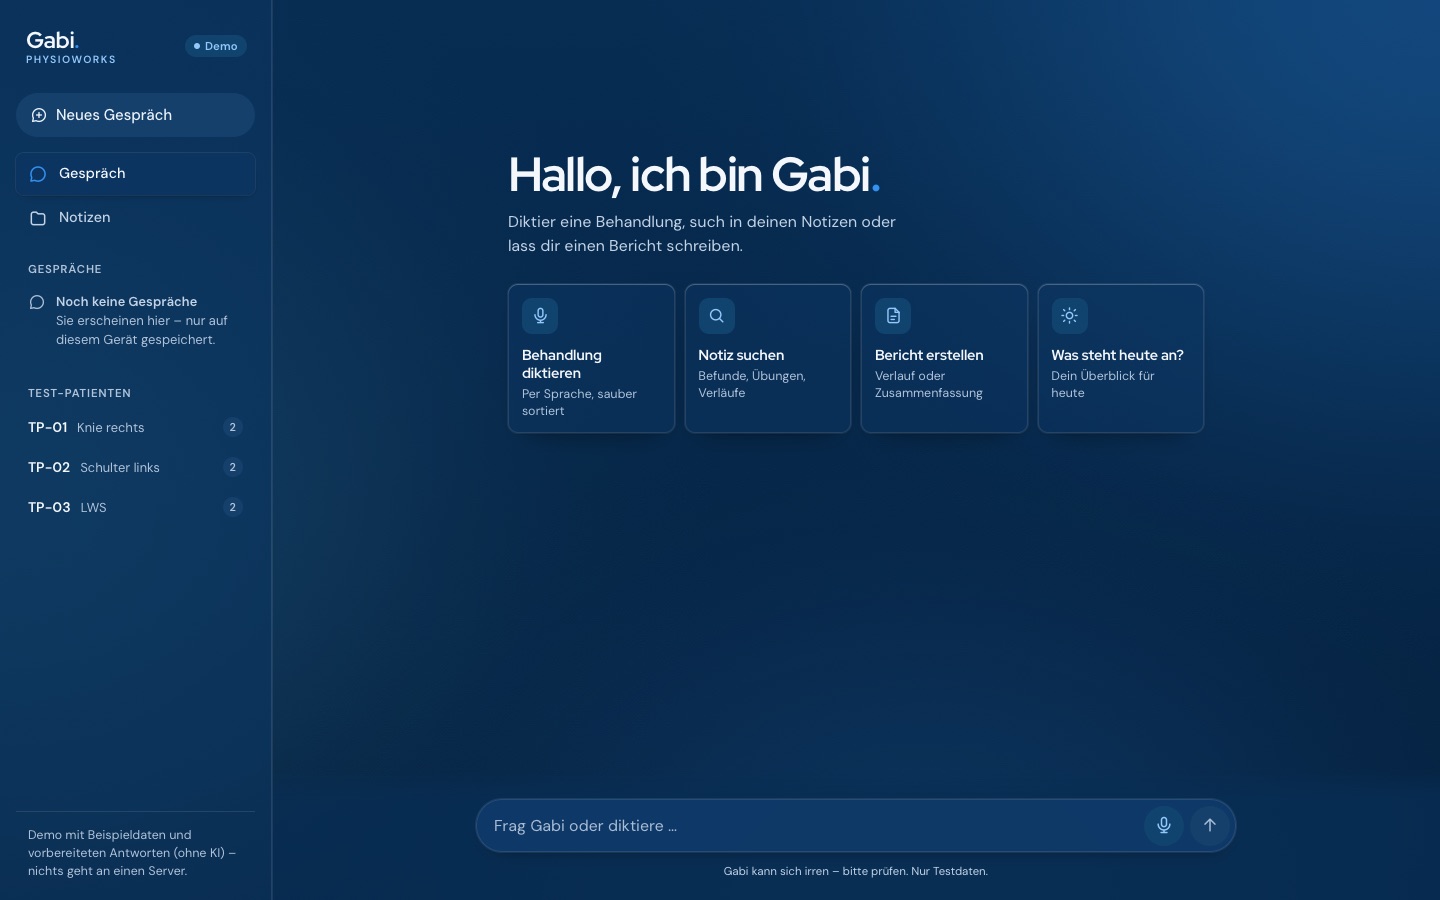 Gabi.
PHYSIOWORKS
Demo
Neues Gespräch
Gespräch
Notizen
GESPRÄCHE
Noch keine Gespräche
Sie erscheinen hier – nur auf
diesem Gerät gespeichert.
TEST-PATIENTEN
TP-01 Knie rechts 2
TP-02 Schulter links 2
TP-03 LWS 2
Demo mit Beispieldaten und
vorbereiteten Antworten (ohne KI) –
nichts geht an einen Server.
Hallo, ich bin Gabi.
Diktier eine Behandlung, such in deinen Notizen oder
lass dir einen Bericht schreiben.
Behandlung
diktieren
Per Sprache, sauber
sortiert
Notiz suchen
Befunde, Übungen,
Verläufe
Bericht erstellen
Verlauf oder
Zusammenfassung
Was steht heute an?
Dein Überblick für
heute
Frag Gabi oder diktiere …
Gabi kann sich irren – bitte prüfen. Nur Testdaten.